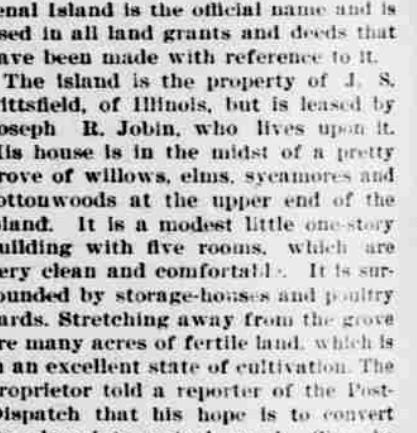 enal Island is the official name and is
sed in all land grants and deeds that
ave been made with reference to it.
The island is the property of J. S.
ittsfield, of Illinois, but is leased by
oseph R. Jobin, who lives upon it.
His house is in the midst of a pretty
rove of willows, elms, sycamores and
ottonwoods at the upper end of the
sland. It is a modest little one-story
uilding with five rooms, which are
ery clean and comfortable. It is sur-
ounded by storage-houses and poultry
ards. Stretching away from the grove
re many acres of fertile land, which is
n an excellent state of cultivation. The
roprietor told a reporter of the Post-
Dispatch that his hope is to convert